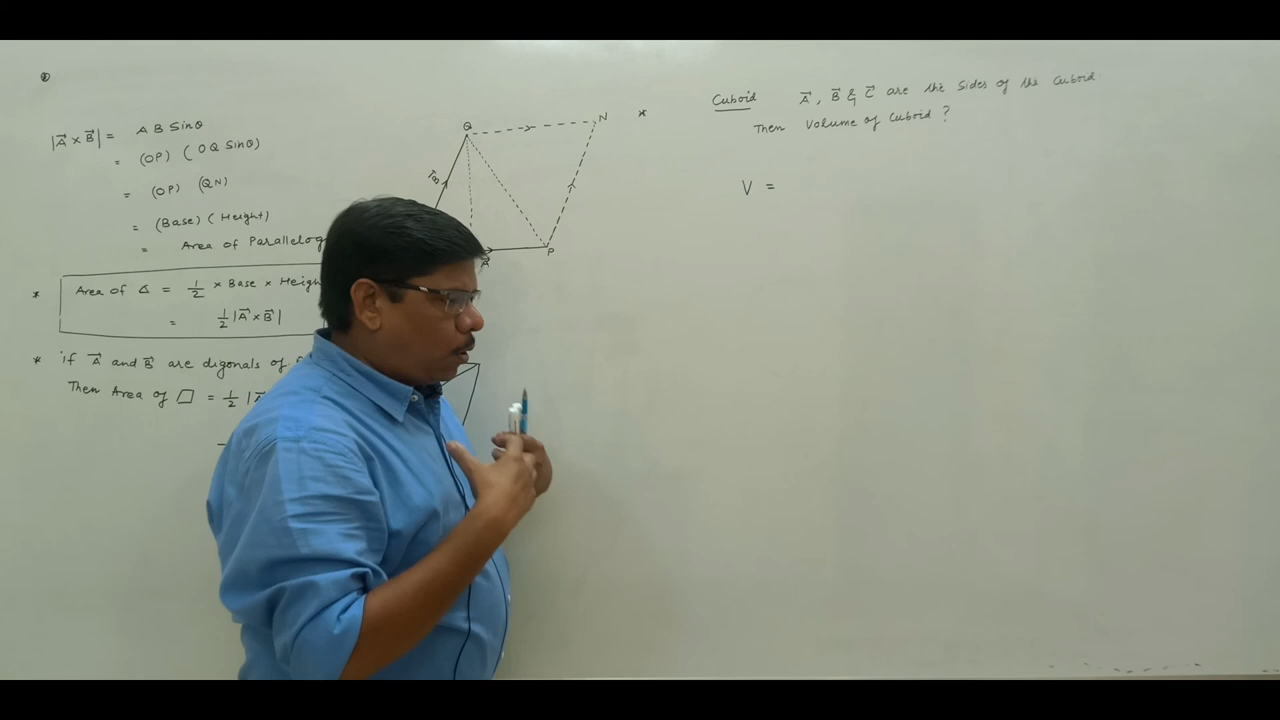 |A⃗ × B⃗| = A B Sinθ
= (OP) ( OQ Sinθ)
= (OP) (QN)
= (Base) ( Height)
= Area of Parallelog
* Area of Δ = 1/2 × Base × Heigh
= 1/2 |A⃗ × B⃗|
* if A⃗ and B⃗ are digonals of
Then Area of □ = 1/2 |A⃗
Q
N
B⃗
A⃗
P
* Cuboid A⃗, B⃗ & C⃗ are the Sides of the Cuboid.
Then Volume of Cuboid ?
V =